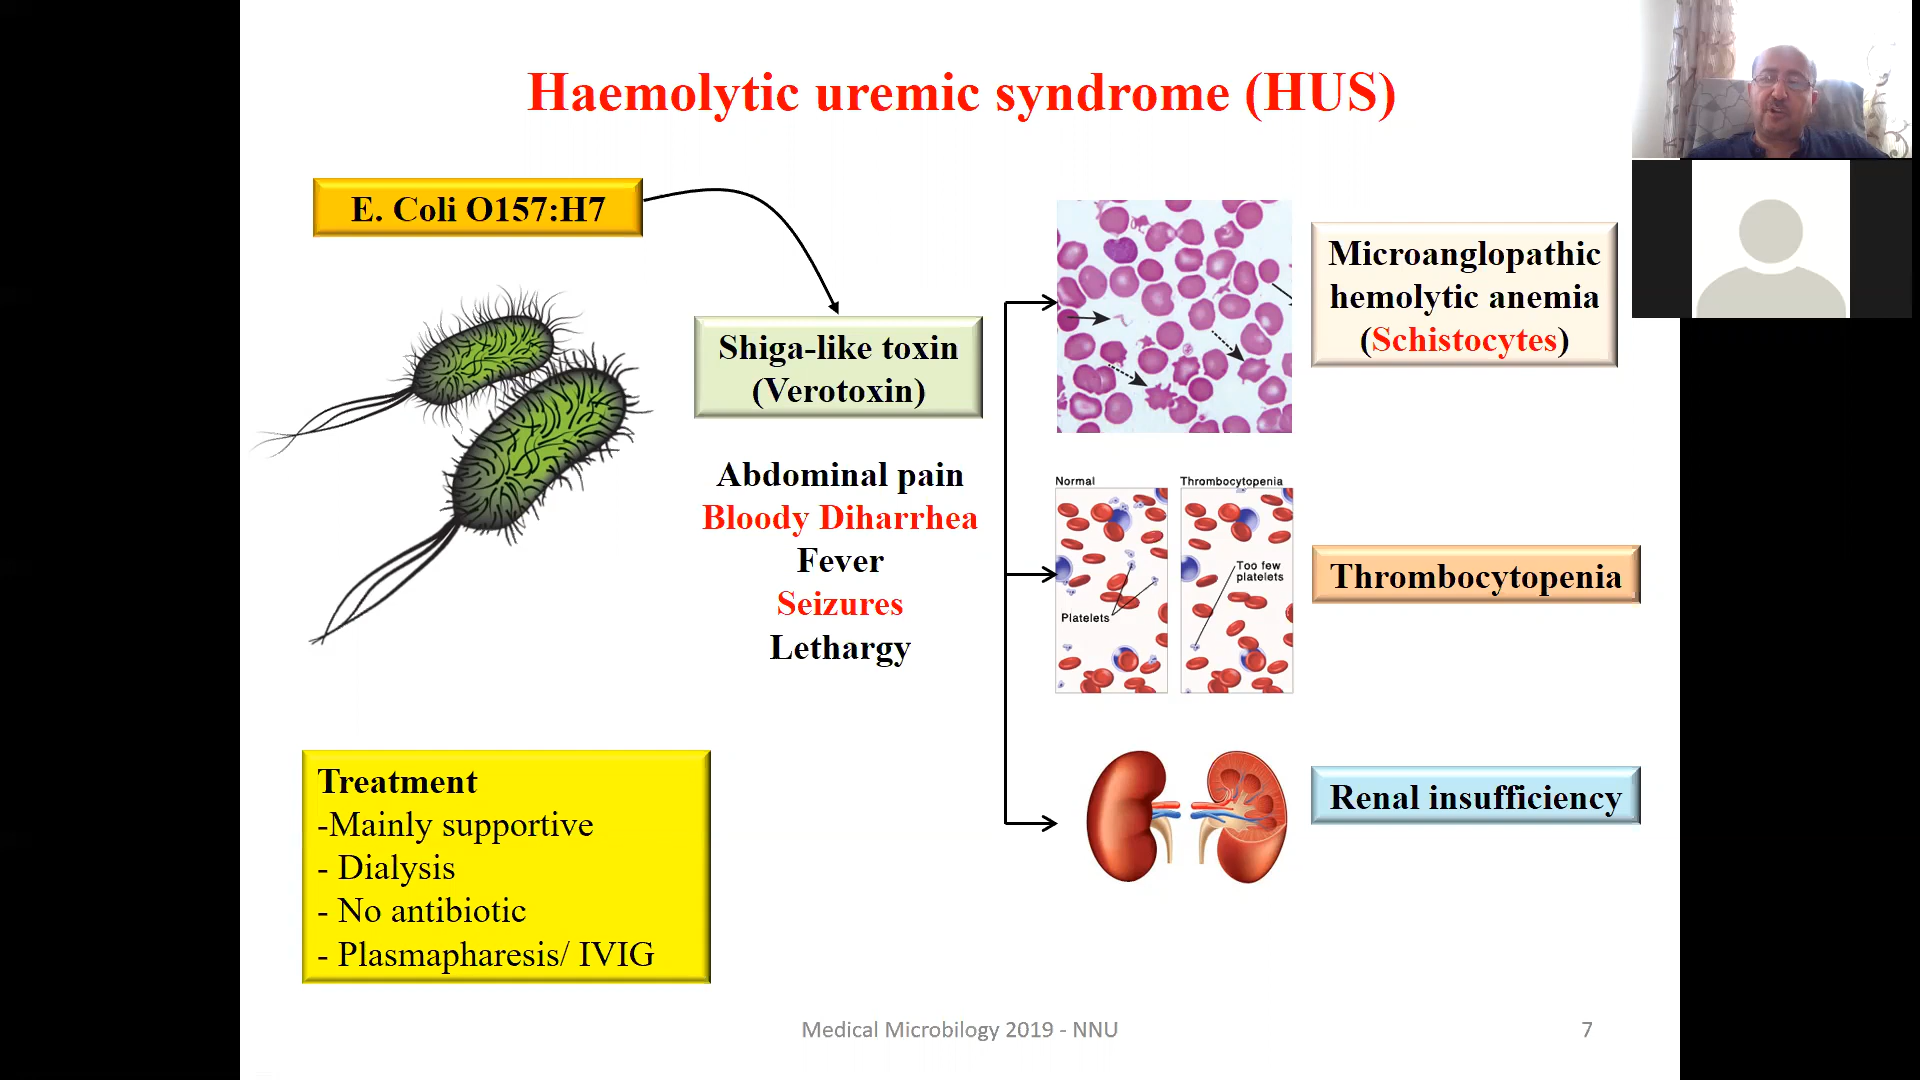 Haemolytic uremic syndrome (HUS)
E. Coli O157:H7
Shiga-like toxin
(Verotoxin)
Abdominal pain
Bloody Diharrhea
Fever
Seizures
Lethargy
Microanglopathic
hemolytic anemia
(Schistocytes)
Normal
Thrombocytopenia
Too few
platelets
Platelets
Thrombocytopenia
Renal insufficiency
Treatment
-Mainly supportive
- Dialysis
- No antibiotic
- Plasmapharesis/ IVIG
Medical Microbilogy 2019 - NNU
7